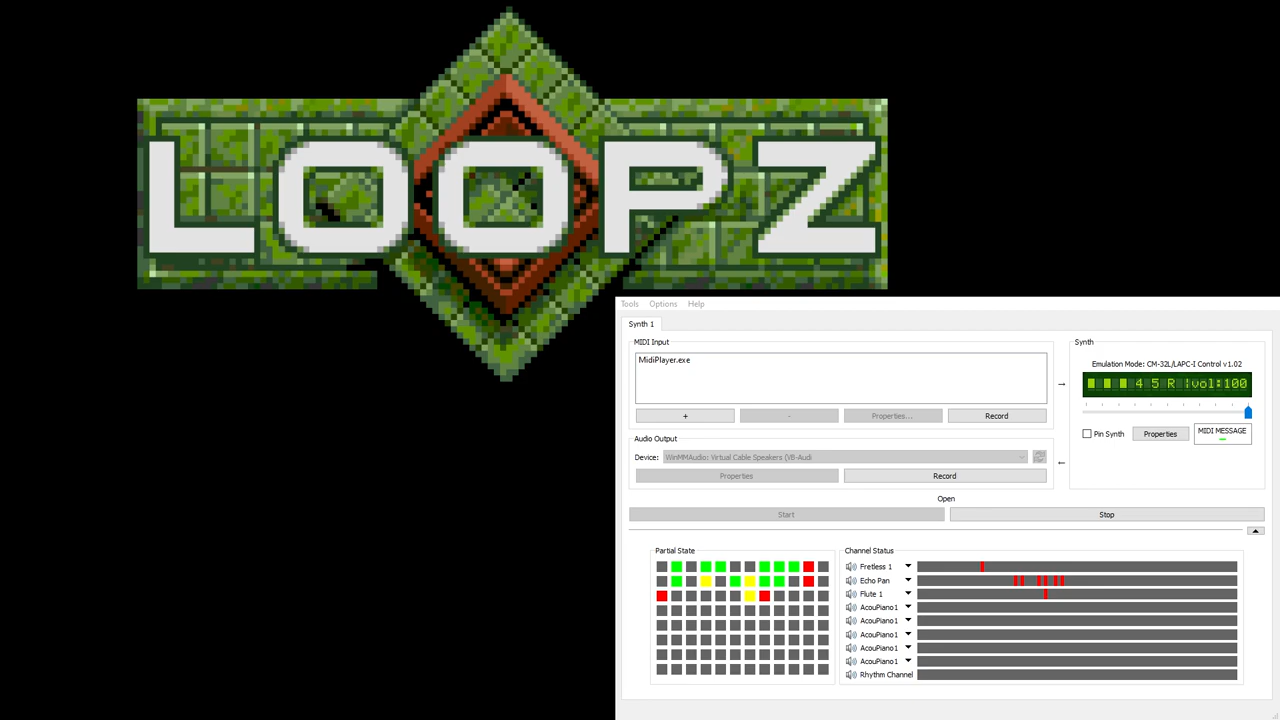 LOOPZ
Tools Options Help
Synth 1
MIDI Input
MidiPlayer.exe
+ - Properties... Record
Synth
Emulation Mode: CM-32L/LAPC-I Control v1.02
4 5 R |vol:100
Pin Synth Properties MIDI MESSAGE
Audio Output
Device: WinMMAudio: Virtual Cable Speakers (VB-Audi
Properties Record
Open
Start Stop
Partial State
Channel Status
Fretless 1
Echo Pan
Flute 1
AcouPiano1
AcouPiano1
AcouPiano1
AcouPiano1
AcouPiano1
Rhythm Channel